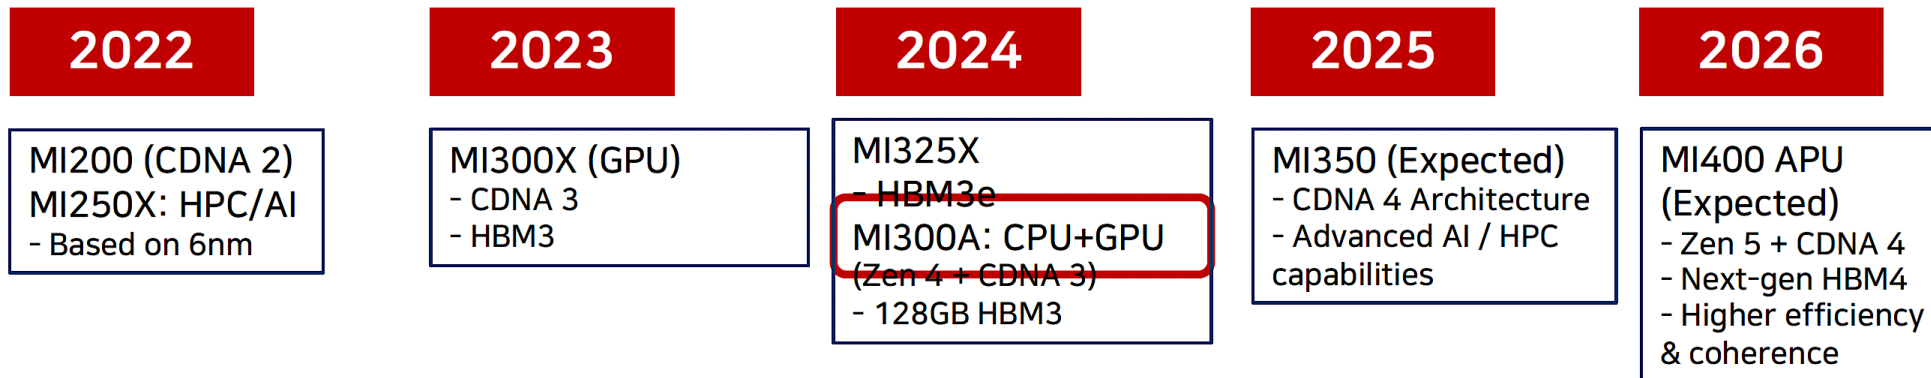 2022
2023
2024
2025
2026
MI200 (CDNA 2)
MI250X: HPC/AI
- Based on 6nm
MI300X (GPU)
- CDNA 3
- HBM3
MI325X
- HBM3e
MI300A: CPU+GPU
(Zen 4 + CDNA 3)
- 128GB HBM3
MI350 (Expected)
- CDNA 4 Architecture
- Advanced AI / HPC
capabilities
MI400 APU
(Expected)
- Zen 5 + CDNA 4
- Next-gen HBM4
- Higher efficiency
& coherence